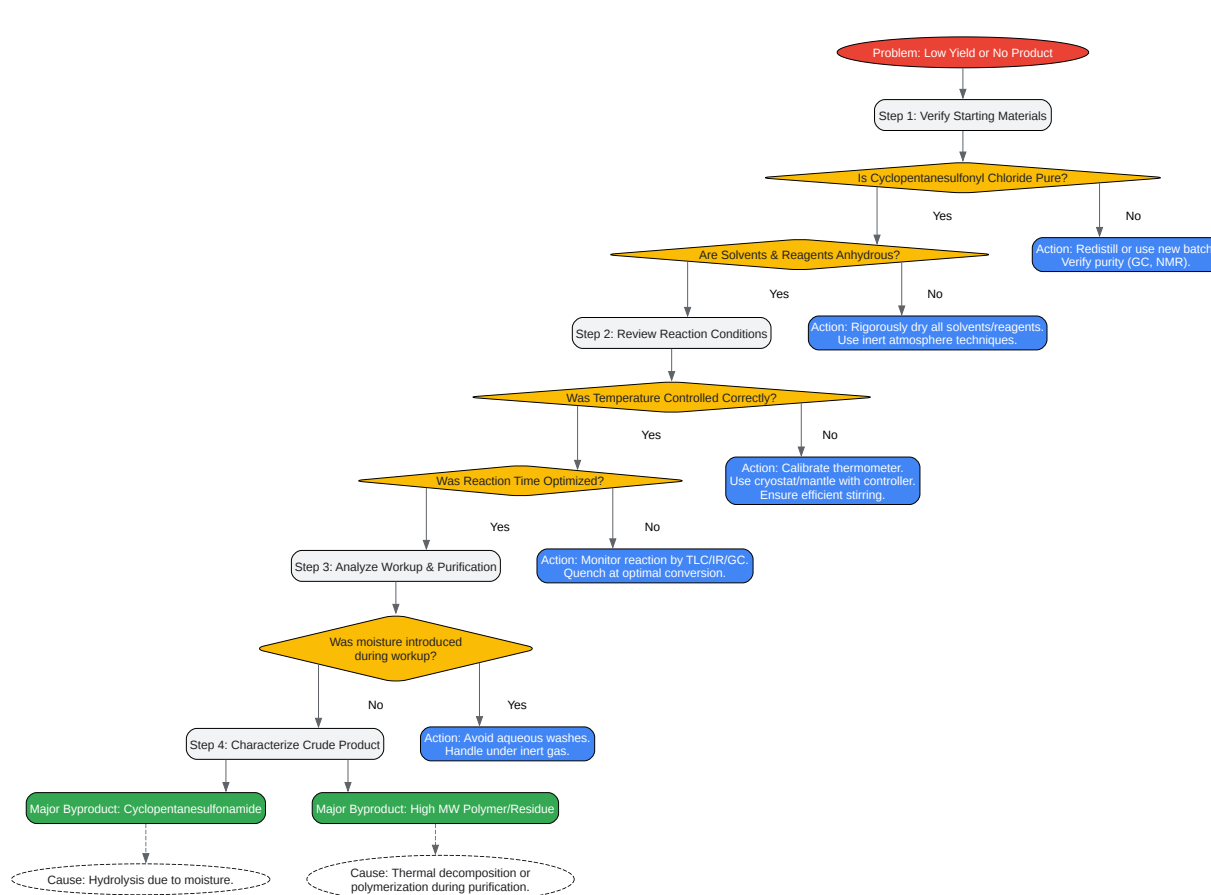 Problem: Low Yield or No Product
Step 1: Verify Starting Materials
Is Cyclopentanesulfonyl Chloride Pure?
Yes
No
Action: Redistill or use new batch
Verify purity (GC, NMR).
Are Solvents & Reagents Anhydrous?
Yes
No
Step 2: Review Reaction Conditions
Action: Rigorously dry all solvents/reagents.
Use inert atmosphere techniques.
Was Temperature Controlled Correctly?
Yes
No
Action: Calibrate thermometer.
Use cryostat/mantle with controller.
Ensure efficient stirring.
Was Reaction Time Optimized?
Yes
No
Step 3: Analyze Workup & Purification
Action: Monitor reaction by TLC/IR/GC.
Quench at optimal conversion.
Was moisture introduced
during workup?
No
Yes
Step 4: Characterize Crude Product
Action: Avoid aqueous washes.
Handle under inert gas.
Major Byproduct: Cyclopentanesulfonamide
Major Byproduct: High MW Polymer/Residue
Cause: Hydrolysis due to moisture.
Cause: Thermal decomposition or
polymerization during purification.